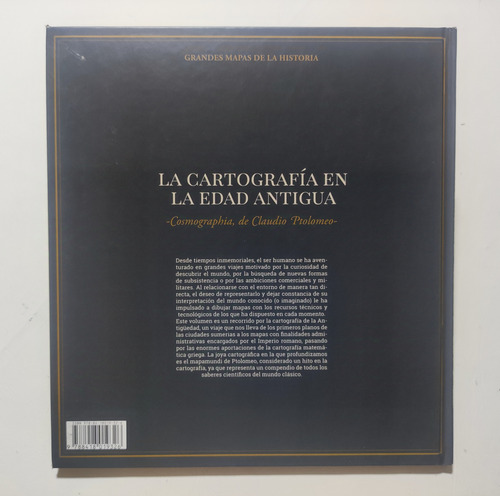 GRANDES MAPAS DE LA HISTORIA
LA CARTOGRAFÍA EN
LA EDAD ANTIGUA
-Cosmographia, de Claudio Ptolomeo-
Desde tiempos inmemoriales, el ser humano se ha aven-
turado en grandes viajes motivado por la curiosidad de
descubrir el mundo, por la búsqueda de nuevas formas
de subsistencia o por las ambiciones comerciales y mi-
litares. Al relacionarse con el entorno de manera tan di-
recta, el deseo de representarlo y dejar constancia de su
interpretación del mundo conocido (o imaginado) le ha
impulsado a dibujar mapas con los recursos técnicos y
tecnológicos de los que ha dispuesto en cada momento.
Este volumen es un recorrido por la cartografía de la An-
tigüedad, un viaje que nos lleva de los primeros planos de
las ciudades sumerias a los mapas con finalidades admi-
nistrativas encargados por el Imperio romano, pasando
por las enormes aportaciones de la cartografía matemá-
tica griega. La joya cartográfica en la que profundizamos
es el mapamundi de Ptolomeo, considerado un hito en la
cartografía, ya que representa un compendio de todos los
saberes científicos del mundo clásico.